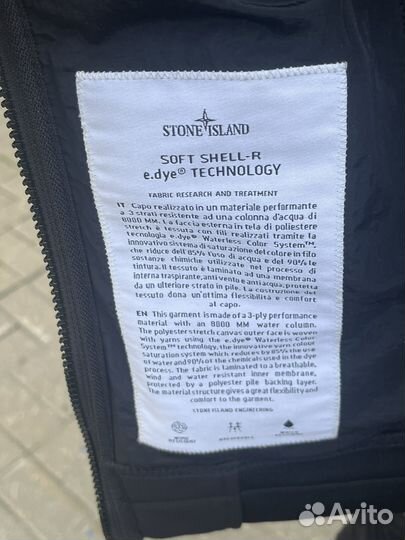 STONE ISLAND
SOFT SHELL-R
e.dye® TECHNOLOGY
FABRIC RESEARCH AND TREATMENT
IT Capo realizzato in un materiale performante
a 3 strati resistente ad una colonna d'acqua di
8000 MM. La faccia esterna in tela di poliestere
stretch è tessuta con fili realizzati tramite la
tecnologia e.dye® Waterless Color System™,
innovativo sistema di saturazione del colore in filo
che riduce dell'85% l'uso di acqua e del 90% le
sostanze chimiche utilizzate nel processo di
tintura. Il tessuto è laminato ad una membrana
interna traspirante, antivento e antiacqua, protetta
da un ulteriore strato in pile. La costruzione del
tessuto dona un'ottima flessibilità e comfort
al capo.
EN This garment is made of a 3-ply performance
material with an 8000 MM water column.
The polyester stretch canvas outer face is woven
with yarns using the e.dye® Waterless Color
System™ technology, the innovative yarn colour
saturation system which reduces by 85% the use
of water and 90% of the chemicals used in the dye
process. The fabric is laminated to a breathable,
wind and water resistant inner membrane,
protected by a polyester pile backing layer.
The material structure gives a great flexibility and
comfort to the garment.
STONE ISLAND ENGINEERING
BREATHABLE
Avito